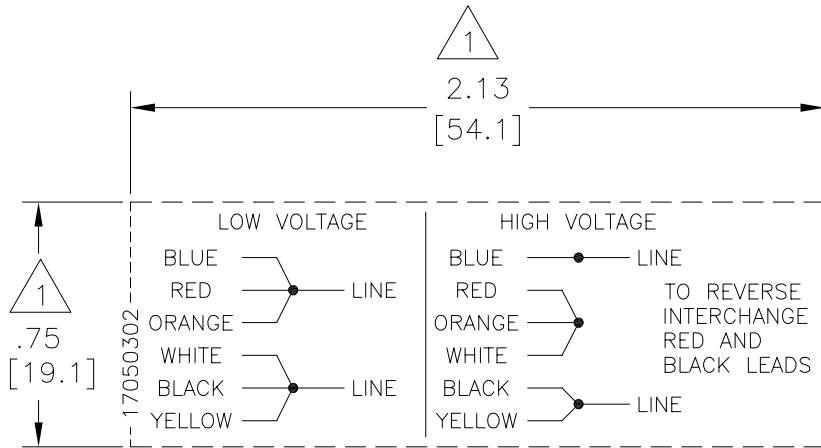 1
2.13
[54.1]
1
.75
[19.1]
17050302
LOW VOLTAGE
BLUE
RED
LINE
ORANGE
WHITE
BLACK
LINE
YELLOW
HIGH VOLTAGE
BLUE
LINE
RED
ORANGE
WHITE
BLACK
LINE
YELLOW
TO REVERSE
INTERCHANGE
RED AND
BLACK LEADS